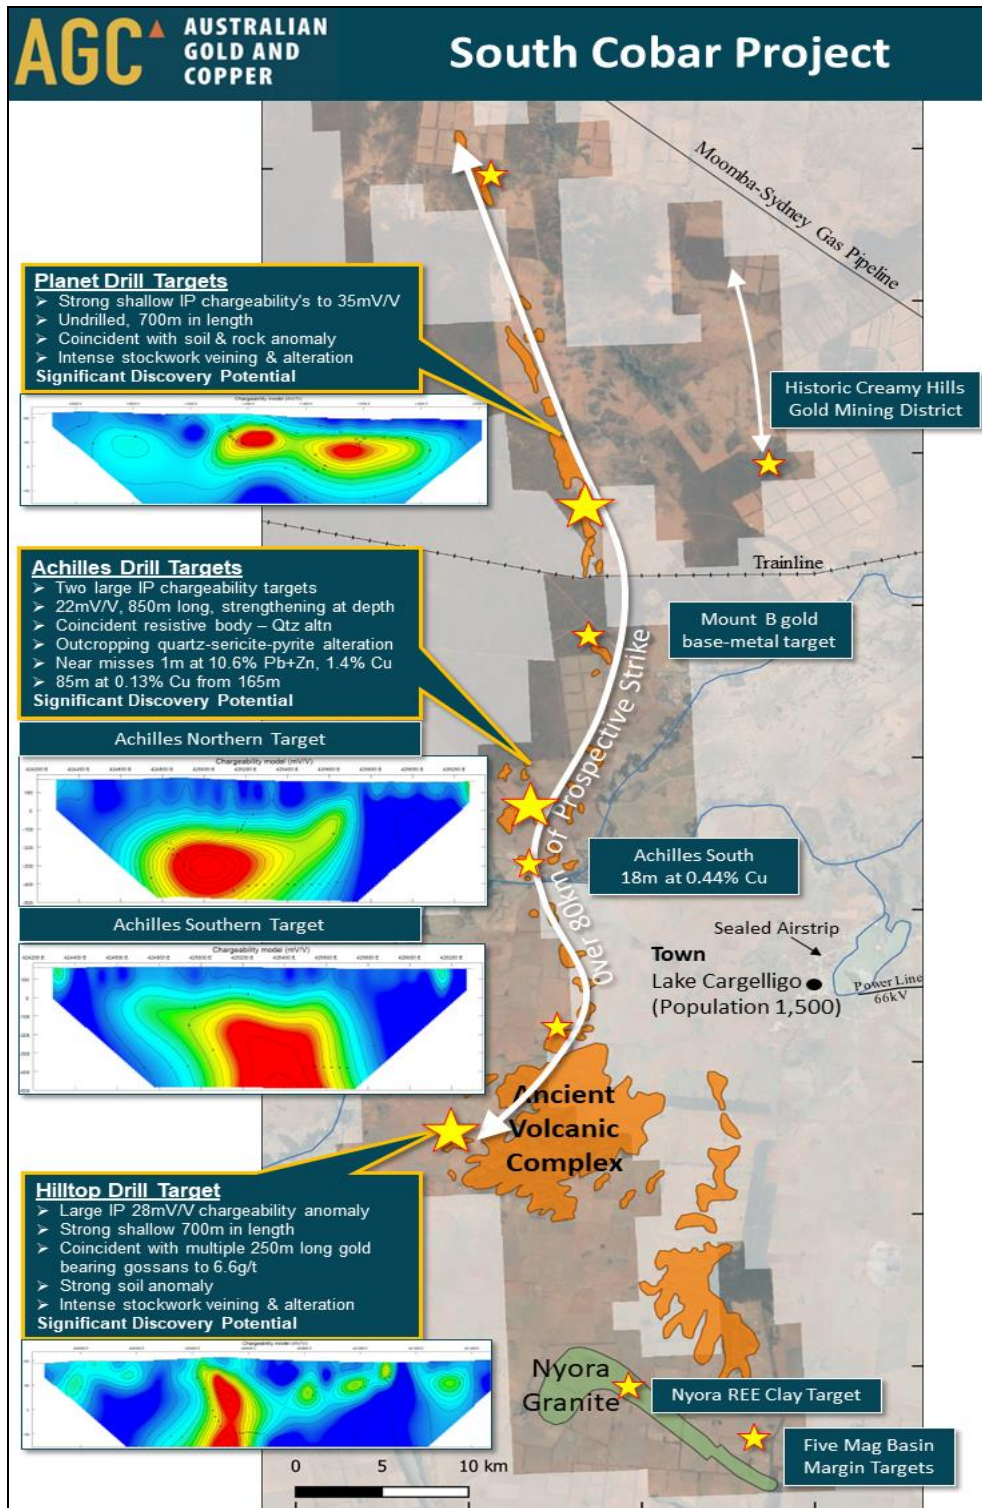 AGC
AUSTRALIAN
GOLD AND
COPPER
South Cobar Project
Moomba-Sydney Gas Pipeline
Planet Drill Targets
➢ Strong shallow IP chargeability's to 35mV/V
➢ Undrilled, 700m in length
➢ Coincident with soil & rock anomaly
➢ Intense stockwork veining & alteration
Significant Discovery Potential
Chargeability model (mV/V)
Historic Creamy Hills
Gold Mining District
Trainline
Achilles Drill Targets
➢ Two large IP chargeability targets
➢ 22mV/V, 850m long, strengthening at depth
➢ Coincident resistive body – Qtz altn
➢ Outcropping quartz-sericite-pyrite alteration
➢ Near misses 1m at 10.6% Pb+Zn, 1.4% Cu
➢ 85m at 0.13% Cu from 165m
Significant Discovery Potential
Mount B gold
base-metal target
Over 80km of Prospective Strike
Achilles Northern Target
Chargeability model (mV/V)
Achilles South
18m at 0.44% Cu
Achilles Southern Target
Chargeability model (mV/V)
Sealed Airstrip
Town
Lake Cargelligo
(Population 1,500)
Power Line
66kV
Ancient
Volcanic
Complex
Hilltop Drill Target
➢ Large IP 28mV/V chargeability anomaly
➢ Strong shallow 700m in length
➢ Coincident with multiple 250m long gold
bearing gossans to 6.6g/t
➢ Strong soil anomaly
➢ Intense stockwork veining & alteration
Significant Discovery Potential
Nyora
Granite
Nyora REE Clay Target
Five Mag Basin
Margin Targets
0 5 10 km